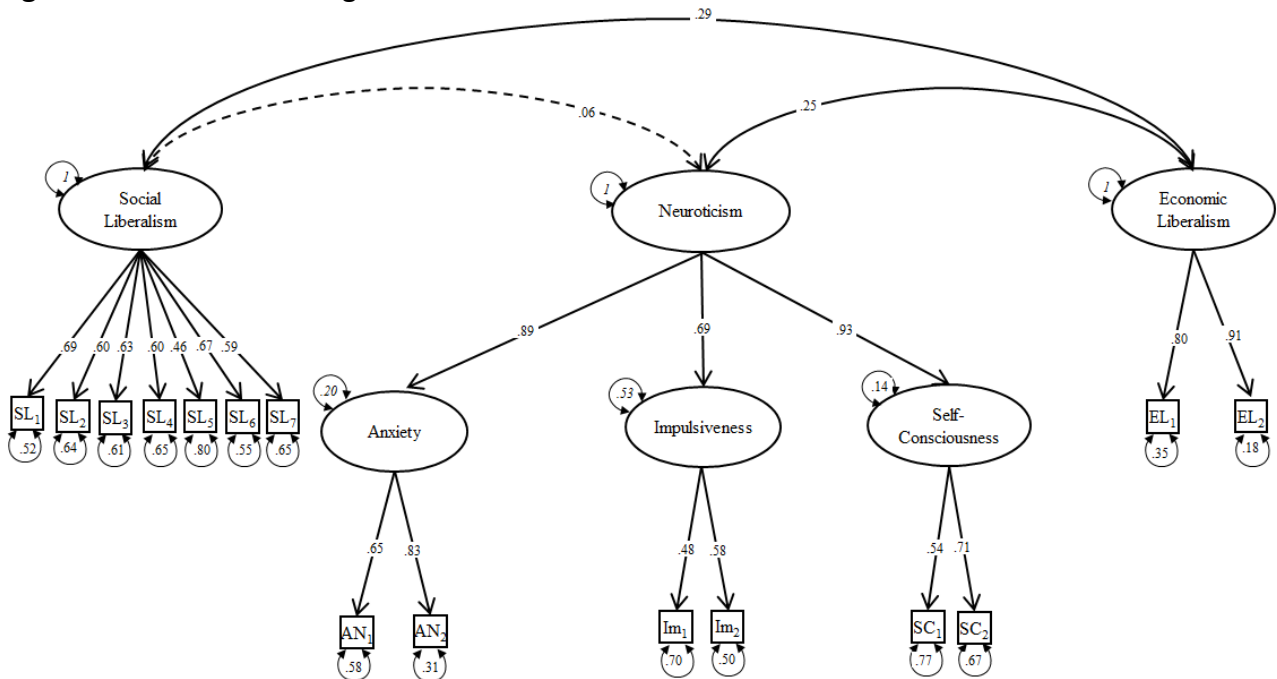 .29
.06
.25
1
Social
Liberalism
1
Neuroticism
1
Economic
Liberalism
.69 .60 .63 .60 .46 .67 .59
.89
.69
.93
.80
.91
SL1 SL2 SL3 SL4 SL5 SL6 SL7
.52 .64 .61 .65 .80 .55 .65
.20
Anxiety
.53
Impulsiveness
.14
Self-
Consciousness
EL1 EL2
.35 .18
.65 .83
.48 .58
.54 .71
AN1 AN2
Im1 Im2
SC1 SC2
.58 .31
.70 .50
.77 .67